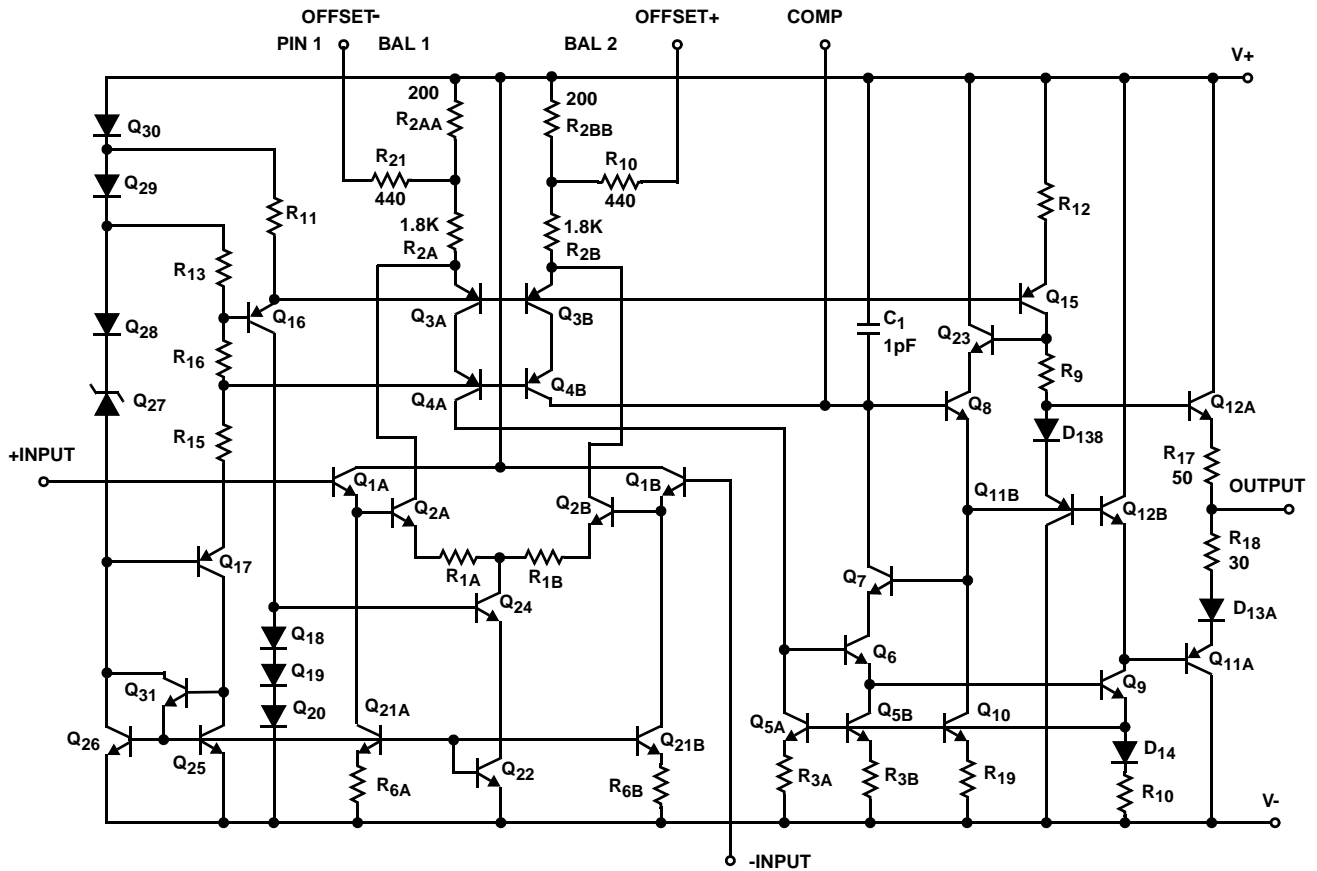 OFFSET-
OFFSET+
COMP
PIN 1
BAL 1
BAL 2
V+
200
R2AA
200
R2BB
Q30
R21
440
R10
440
Q29
R11
1.8K
R2A
1.8K
R2B
R12
R13
Q16
Q3A
Q3B
Q15
Q28
C1
1pF
Q23
R16
Q4A
Q4B
R9
Q27
Q8
Q12A
R15
D138
+INPUT
R17
50
Q1A
Q1B
OUTPUT
Q2A
Q2B
Q11B
Q12B
R18
30
Q17
R1A
R1B
Q7
Q24
D13A
Q18
Q6
Q11A
Q19
Q31
Q9
Q20
Q21A
Q5A
Q5B
Q10
Q26
Q25
Q21B
D14
Q22
R6A
R6B
R3A
R3B
R19
R10
V-
-INPUT